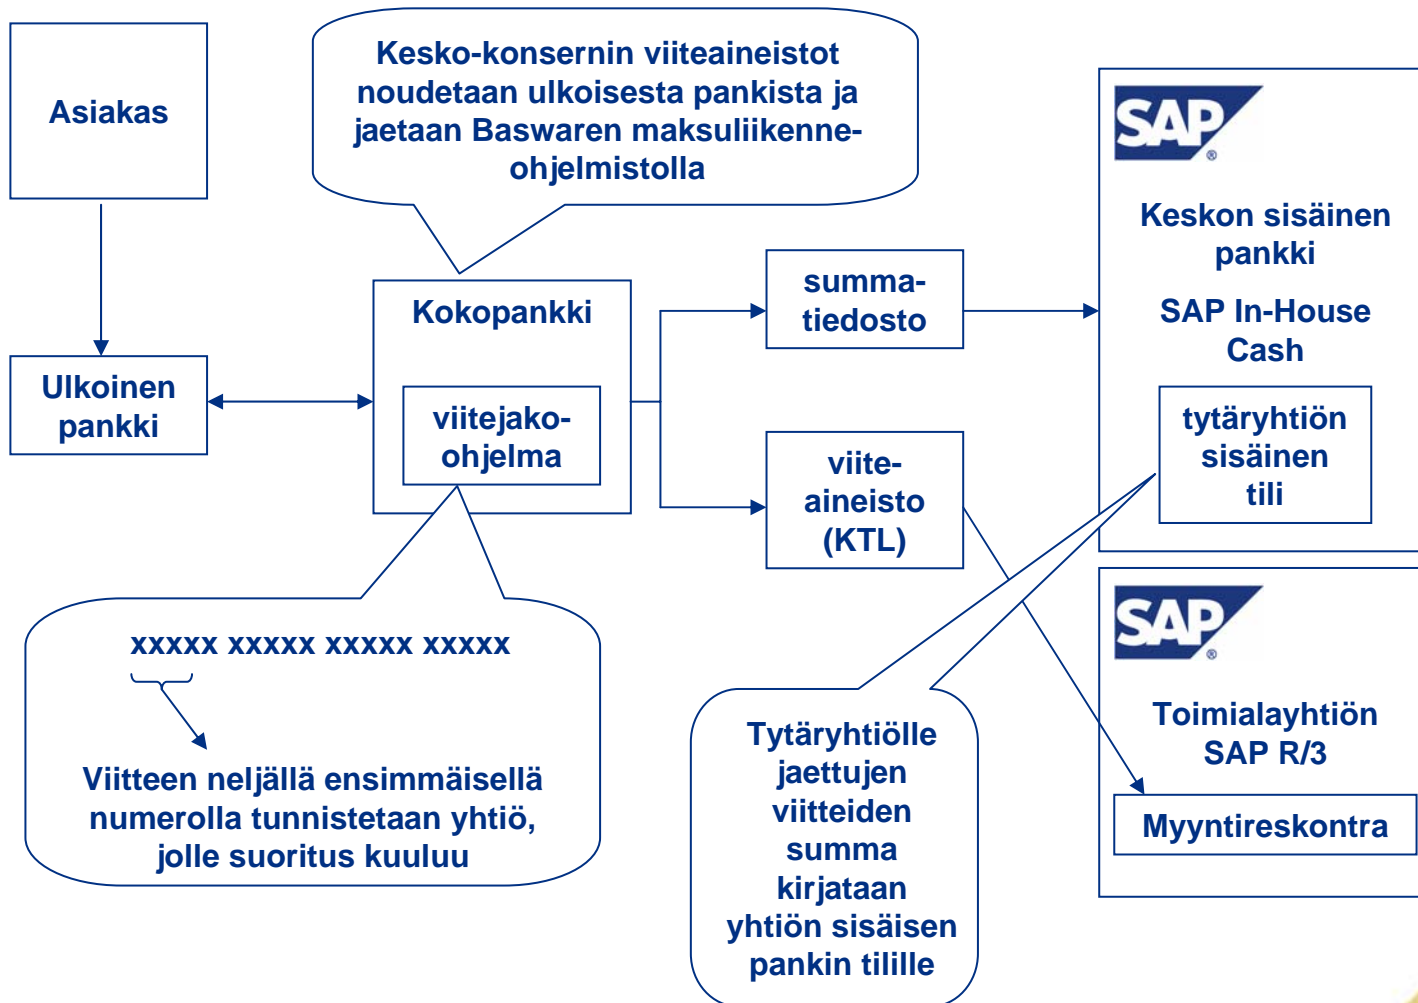 Asiakas
Kesko-konsernin viiteaineistot
noudetaan ulkoisesta pankista ja
jaetaan Baswaren maksuliikenne-
ohjelmistolla
Ulkoinen
pankki
Kokopankki
viitejako-
ohjelma
summa-
tiedosto
viite-
aineisto
(KTL)
SAP
®
Keskon sisäinen
pankki
SAP In-House
Cash
tytäryhtiön
sisäinen
tili
SAP
®
Toimialayhtiön
SAP R/3
Myyntireskontra
xxxxx xxxxx xxxxx xxxxx
Viitteen neljällä ensimmäisellä
numerolla tunnistetaan yhtiö,
jolle suoritus kuuluu
Tytäryhtiölle
jaettujen
viitteiden
summa
kirjataan
yhtiön sisäisen
pankin tilille